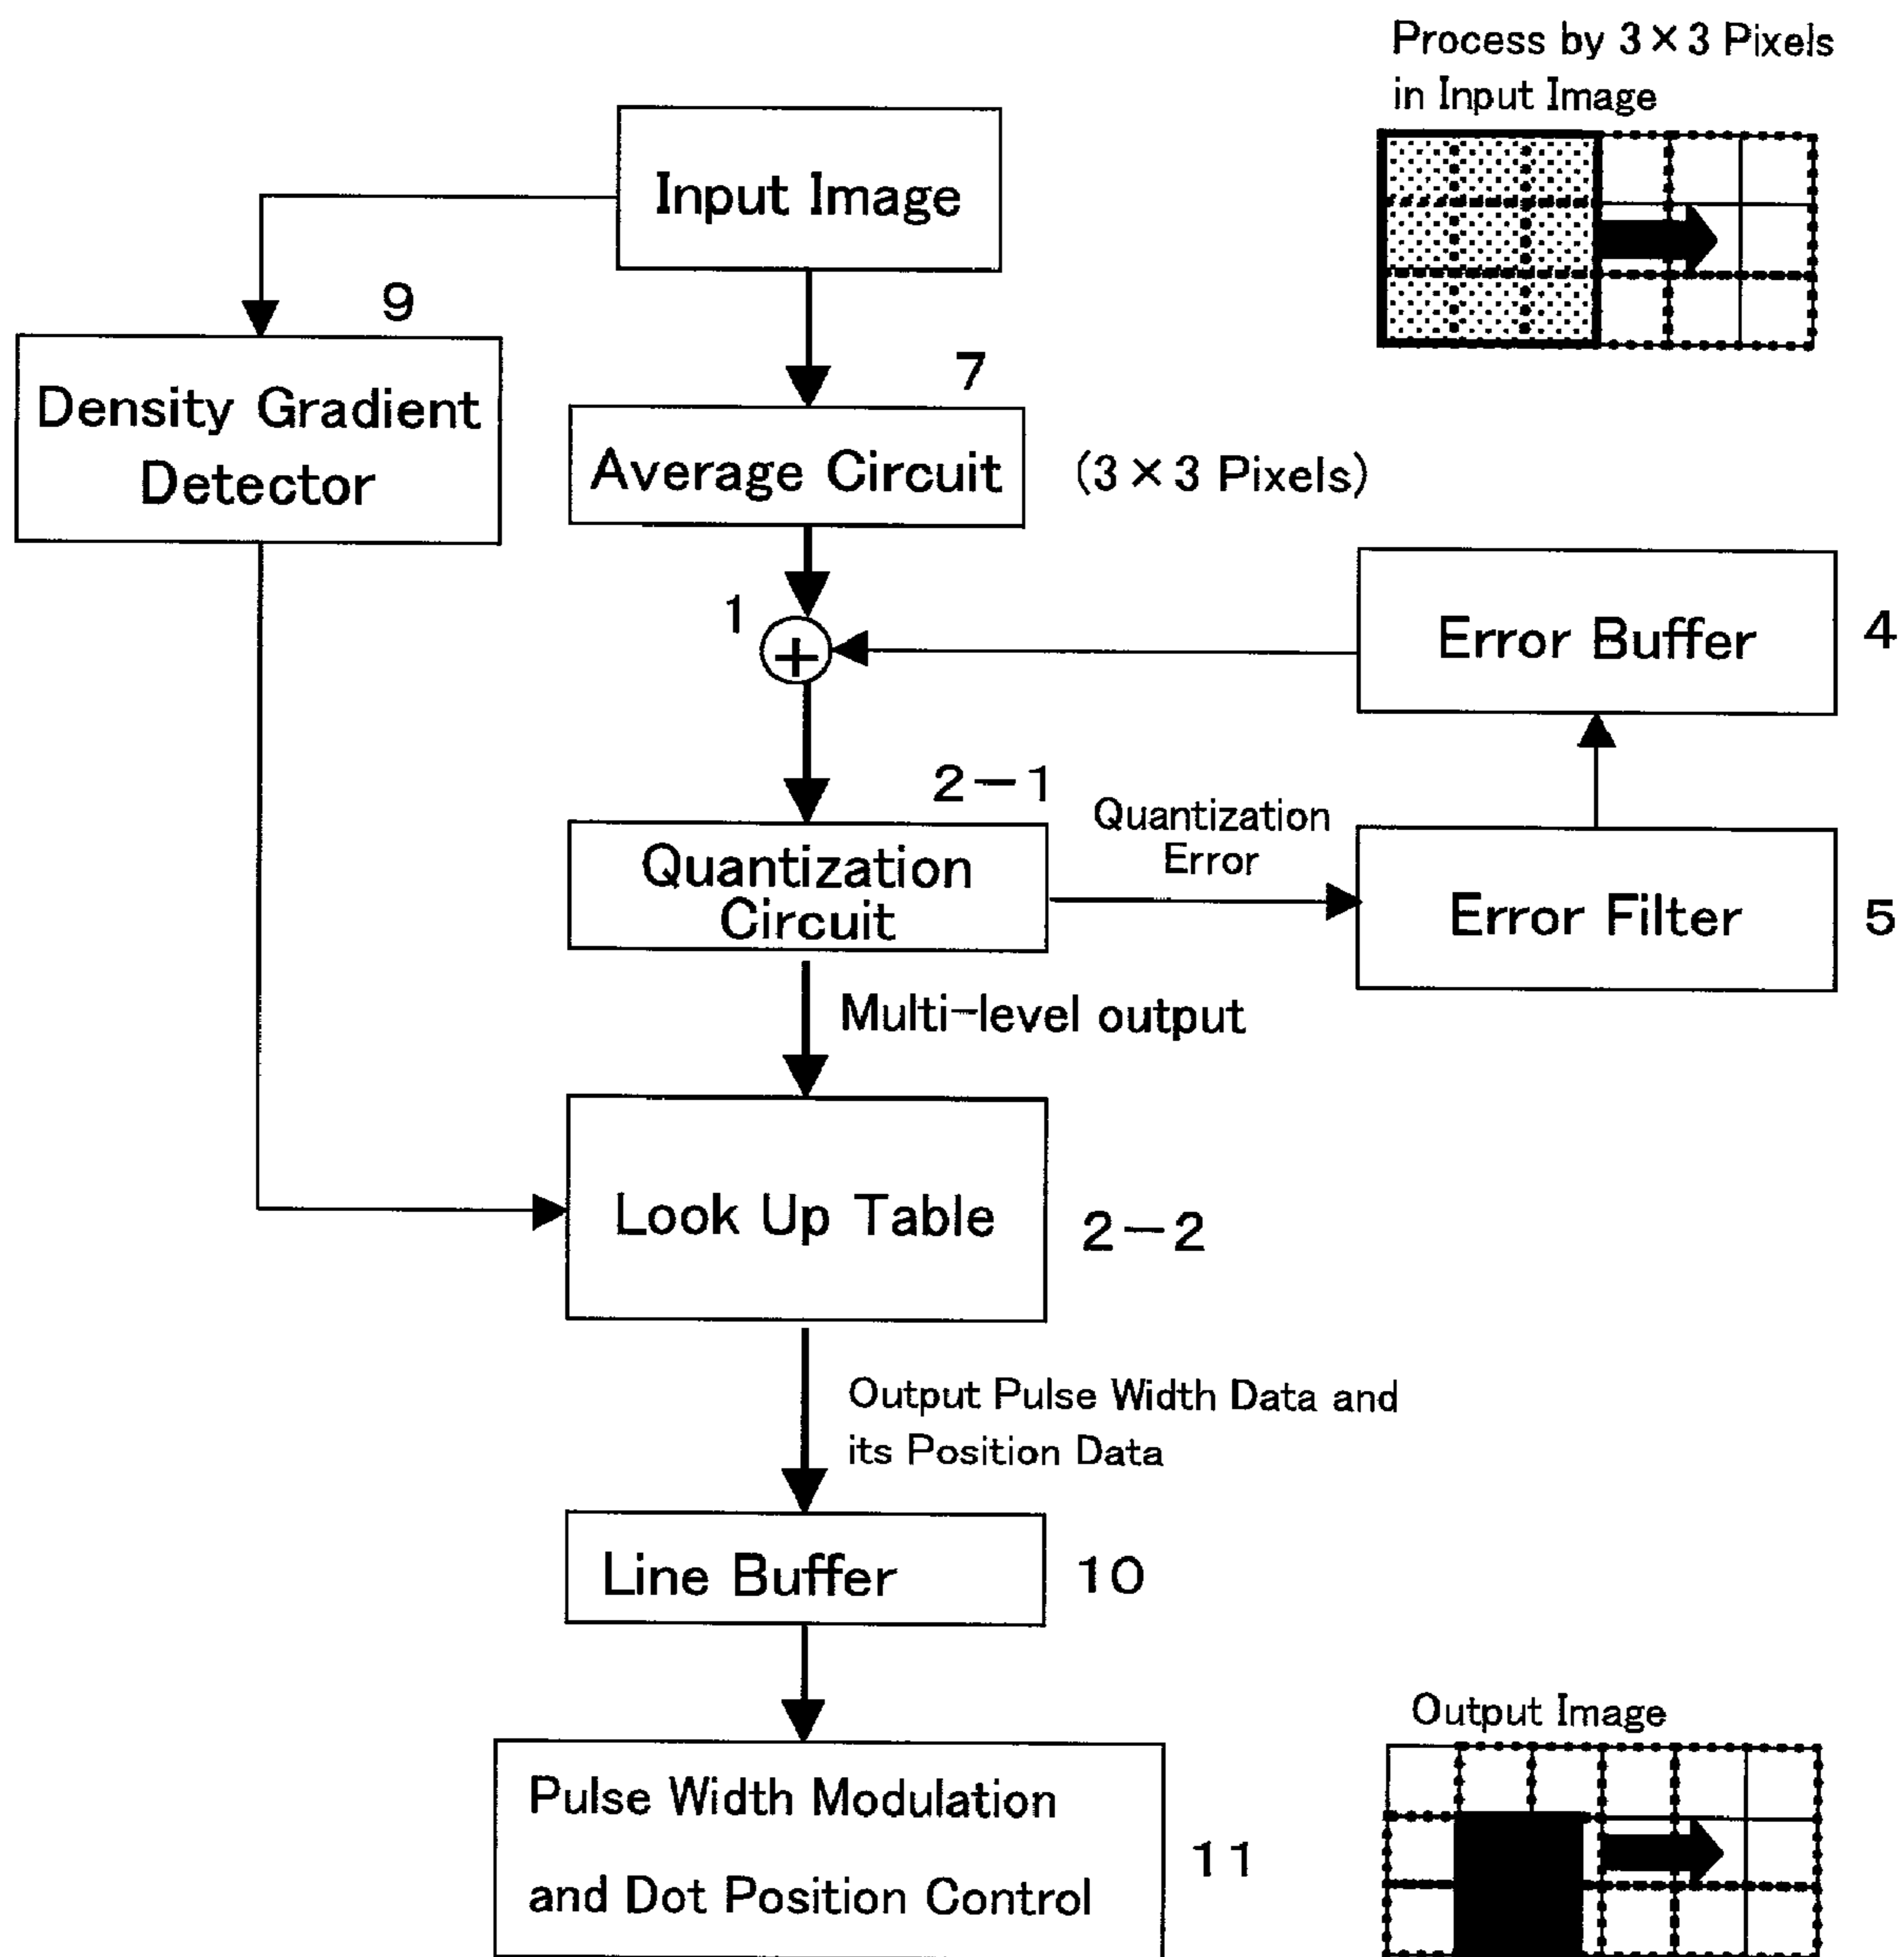 Process by 3×3 Pixels
in Input Image
Input Image
9
Density Gradient
Detector
7
Average Circuit
(3×3 Pixels)
1
+
Error Buffer
4
2-1
Quantization
Circuit
Quantization
Error
Error Filter
5
Multi-level output
Look Up Table
2-2
Output Pulse Width Data and
its Position Data
Line Buffer
10
Pulse Width Modulation
and Dot Position Control
11
Output Image